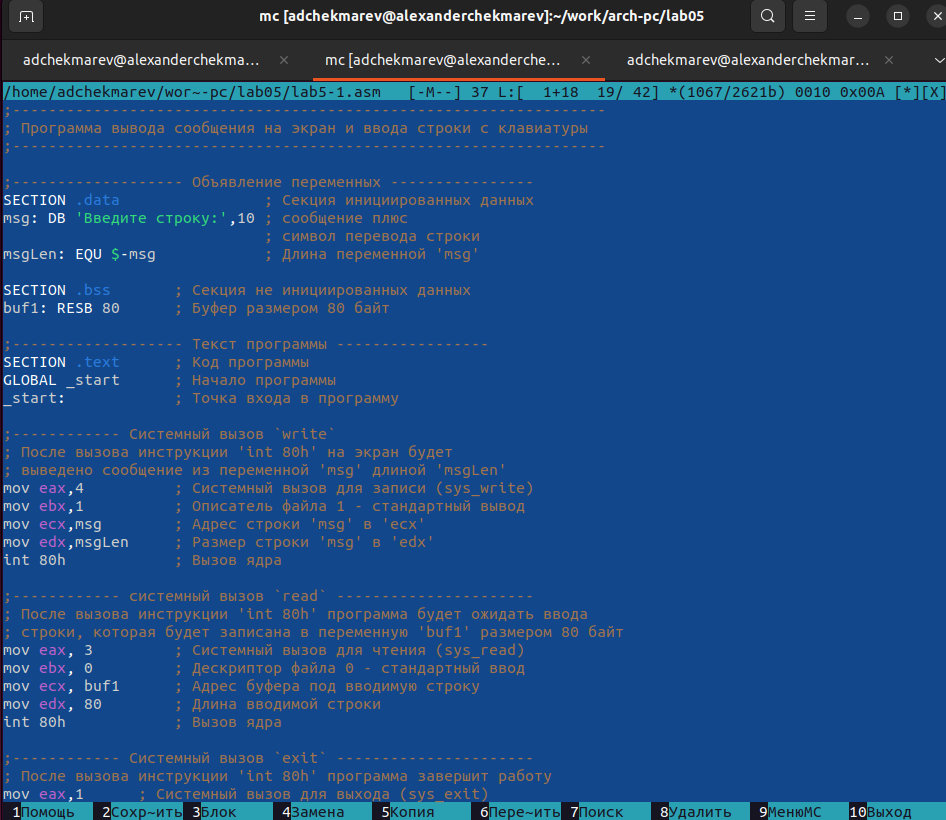 mc [adchekmarev@alexanderchekmarev]:~/work/arch-pc/lab05
adchekmarev@alexanderchekma... × mc [adchekmarev@alexanderche... × adchekmarev@alexanderchekmar... ×
/home/adchekmarev/wor~-pc/lab05/lab5-1.asm   [-M--] 37 L:[  1+18  19/ 42] *(1067/2621b) 0010 0x00A [*][X]
;------------------------------------------------------------------
; Программа вывода сообщения на экран и ввода строки с клавиатуры
;------------------------------------------------------------------
;------------------- Объявление переменных ----------------
SECTION .data                ; Секция инициированных данных
msg: DB 'Введите строку:',10 ; сообщение плюс
                             ; символ перевода строки
msgLen: EQU $-msg            ; Длина переменной 'msg'
SECTION .bss       ; Секция не инициированных данных
buf1: RESB 80      ; Буфер размером 80 байт
;------------------- Текст программы -----------------
SECTION .text      ; Код программы
GLOBAL _start      ; Начало программы
_start:            ; Точка входа в программу
;------------ Системный вызов `write`
; После вызова инструкции 'int 80h' на экран будет
; выведено сообщение из переменной 'msg' длиной 'msgLen'
mov eax,4          ; Системный вызов для записи (sys_write)
mov ebx,1          ; Описатель файла 1 - стандартный вывод
mov ecx,msg        ; Адрес строки 'msg' в 'ecx'
mov edx,msgLen     ; Размер строки 'msg' в 'edx'
int 80h            ; Вызов ядра
;------------ системный вызов `read` ----------------------
; После вызова инструкции 'int 80h' программа будет ожидать ввода
; строки, которая будет записана в переменную 'buf1' размером 80 байт
mov eax, 3         ; Системный вызов для чтения (sys_read)
mov ebx, 0         ; Дескриптор файла 0 - стандартный ввод
mov ecx, buf1      ; Адрес буфера под вводимую строку
mov edx, 80        ; Длина вводимой строки
int 80h            ; Вызов ядра
;------------ Системный вызов `exit` ----------------------
; После вызова инструкции 'int 80h' программа завершит работу
mov eax,1      ; Системный вызов для выхода (sys_exit)
1Помощь  2Сохр~ить 3Блок  4Замена  5Копия  6Пере~ить 7Поиск  8Удалить  9МенюМС  10Выход